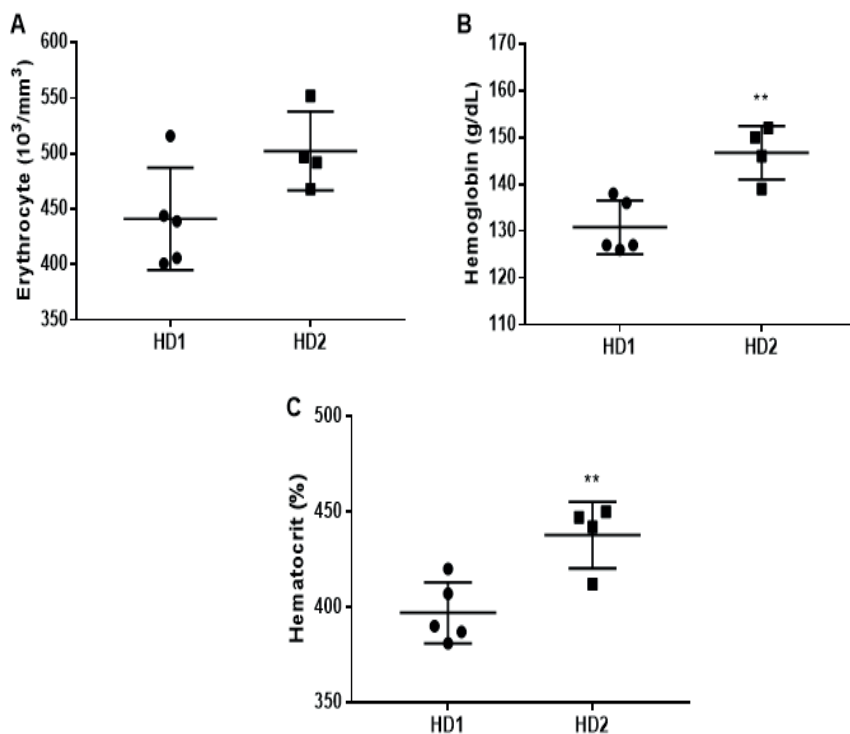 A
Erythrocyte (10³/mm³)
600
550
500
450
400
350
HD1 HD2
B
Hemoglobin (g/dL)
170
160
150
140
130
120
110
**
HD1 HD2
C
Hematocrit (%)
500
450
400
350
**
HD1 HD2